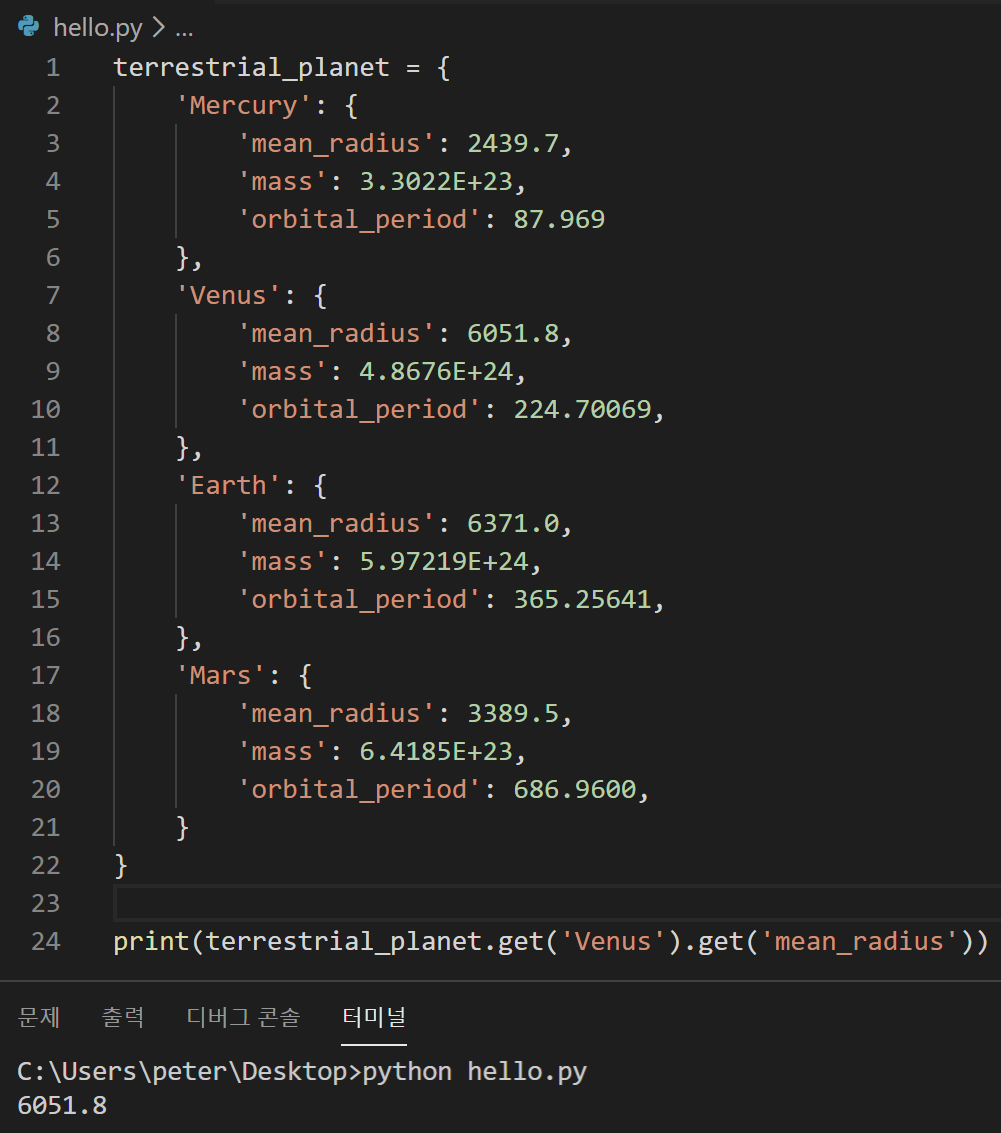 hello.py > ...
1 terrestrial_planet = {
2     'Mercury': {
3         'mean_radius': 2439.7,
4         'mass': 3.3022E+23,
5         'orbital_period': 87.969
6     },
7     'Venus': {
8         'mean_radius': 6051.8,
9         'mass': 4.8676E+24,
10         'orbital_period': 224.70069,
11     },
12     'Earth': {
13         'mean_radius': 6371.0,
14         'mass': 5.97219E+24,
15         'orbital_period': 365.25641,
16     },
17     'Mars': {
18         'mean_radius': 3389.5,
19         'mass': 6.4185E+23,
20         'orbital_period': 686.9600,
21     }
22 }
23
24 print(terrestrial_planet.get('Venus').get('mean_radius'))
문제 출력 디버그 콘솔 터미널
C:\Users\peter\Desktop>python hello.py
6051.8